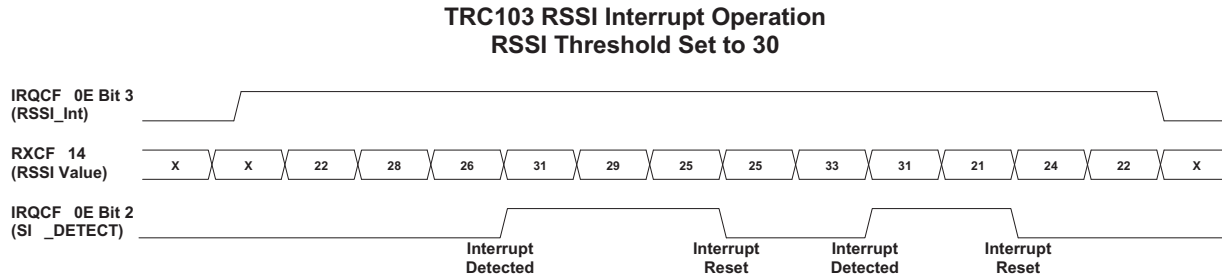 TRC103 RSSI Interrupt Operation
RSSI Threshold Set to 30
IRQCF 0E Bit 3
(RSSI_Int)
RXCF 14
(RSSI Value)
X X 22 28 26 31 29 25 25 33 31 21 24 22 X
IRQCF 0E Bit 2
(SI _DETECT)
Interrupt Detected
Interrupt Reset
Interrupt Detected
Interrupt Reset